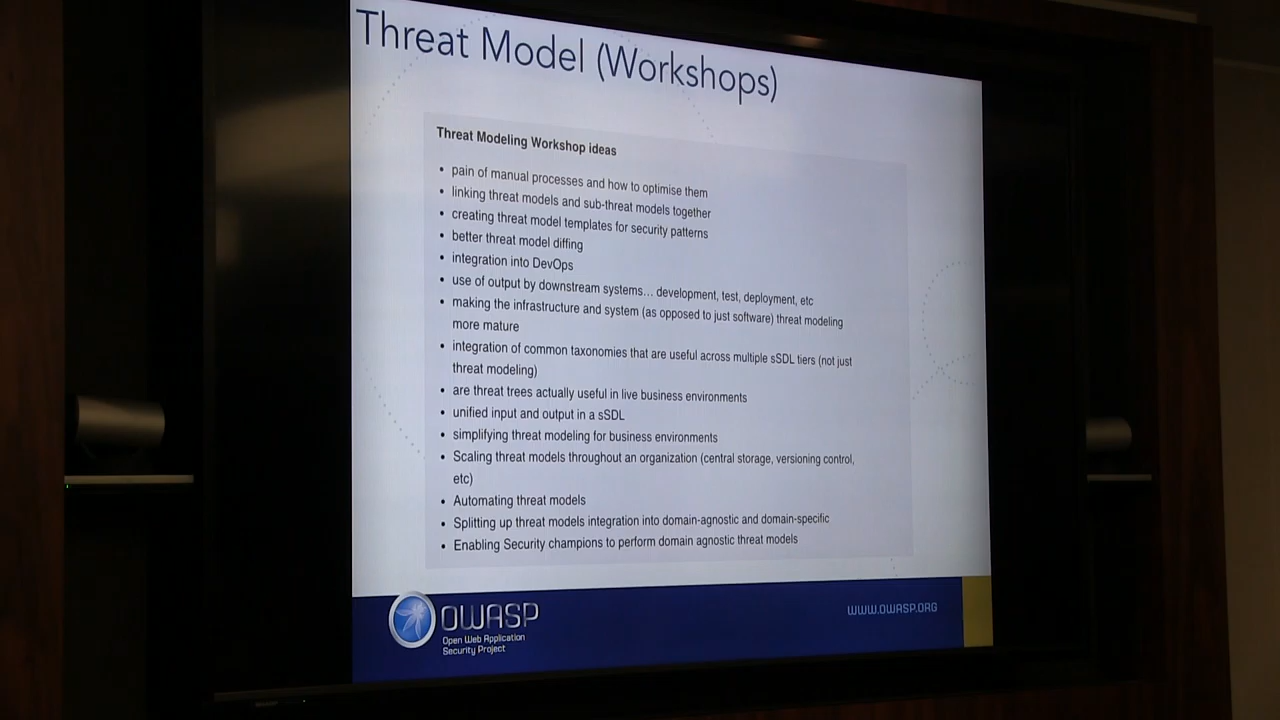 Threat Model (Workshops)
Threat Modeling Workshop ideas
• pain of manual processes and how to optimise them
• linking threat models and sub-threat models together
• creating threat model templates for security patterns
• better threat model diffing
• integration into DevOps
• use of output by downstream systems... development, test, deployment, etc
• making the infrastructure and system (as opposed to just software) threat modeling
more mature
• integration of common taxonomies that are useful across multiple sSDL tiers (not just
threat modeling)
• are threat trees actually useful in live business environments
• unified input and output in a sSDL
• simplifying threat modeling for business environments
• Scaling threat models throughout an organization (central storage, versioning control,
etc)
• Automating threat models
• Splitting up threat models integration into domain-agnostic and domain-specific
• Enabling Security champions to perform domain agnostic threat models
OWASP
Open Web Application
Security Project
WWW.OWASP.ORG